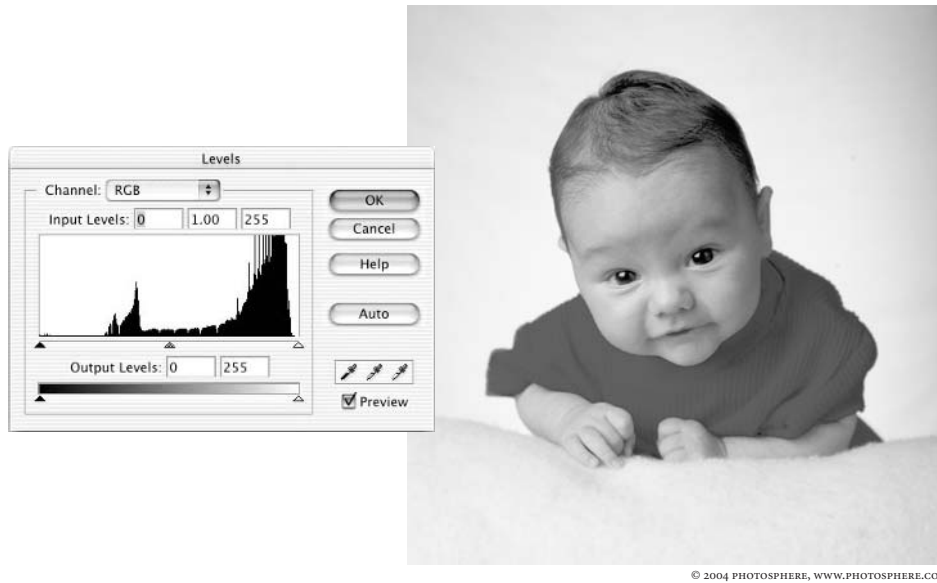 Levels
Channel: RGB
Input Levels: 0 1.00 255
OK
Cancel
Help
Auto
Output Levels: 0 255
Preview
© 2004 PHOTOSPHERE, WWW.PHOTOSPHERE.CO